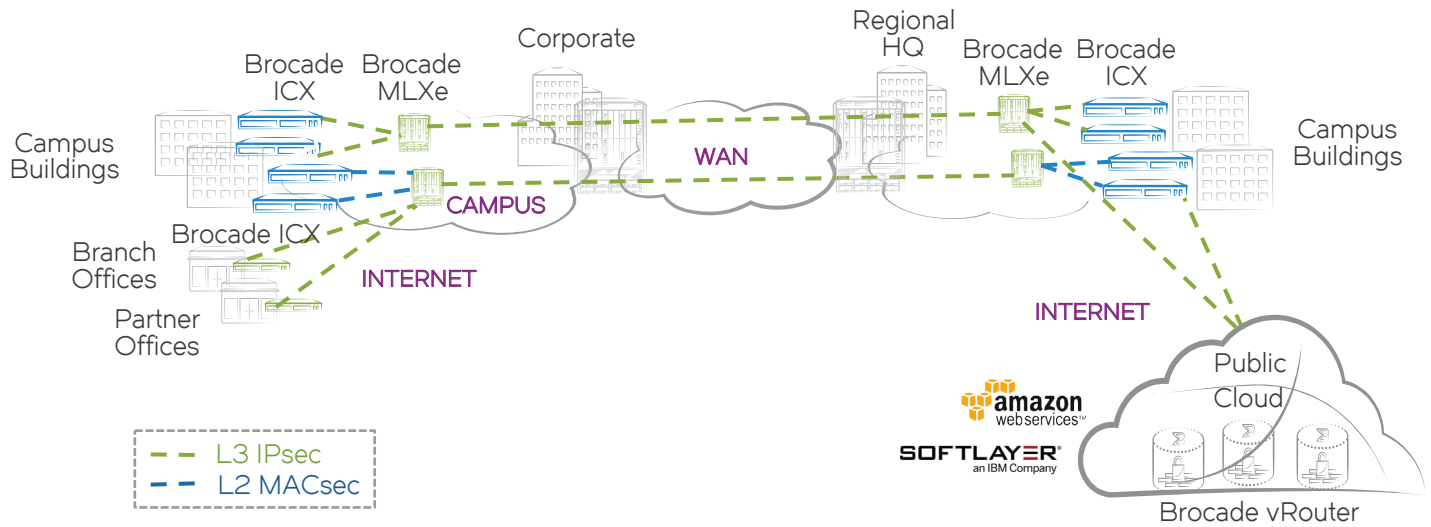 Corporate
Regional
HQ
Brocade
ICX
Brocade
MLXe
Brocade
MLXe
Brocade
ICX
Campus
Buildings
WAN
Campus
Buildings
CAMPUS
Brocade ICX
Branch
Offices
INTERNET
Partner
Offices
INTERNET
Public
Cloud
amazon
webservices™
SOFTLAYER®
an IBM Company
L3 IPsec
L2 MACsec
Brocade vRouter